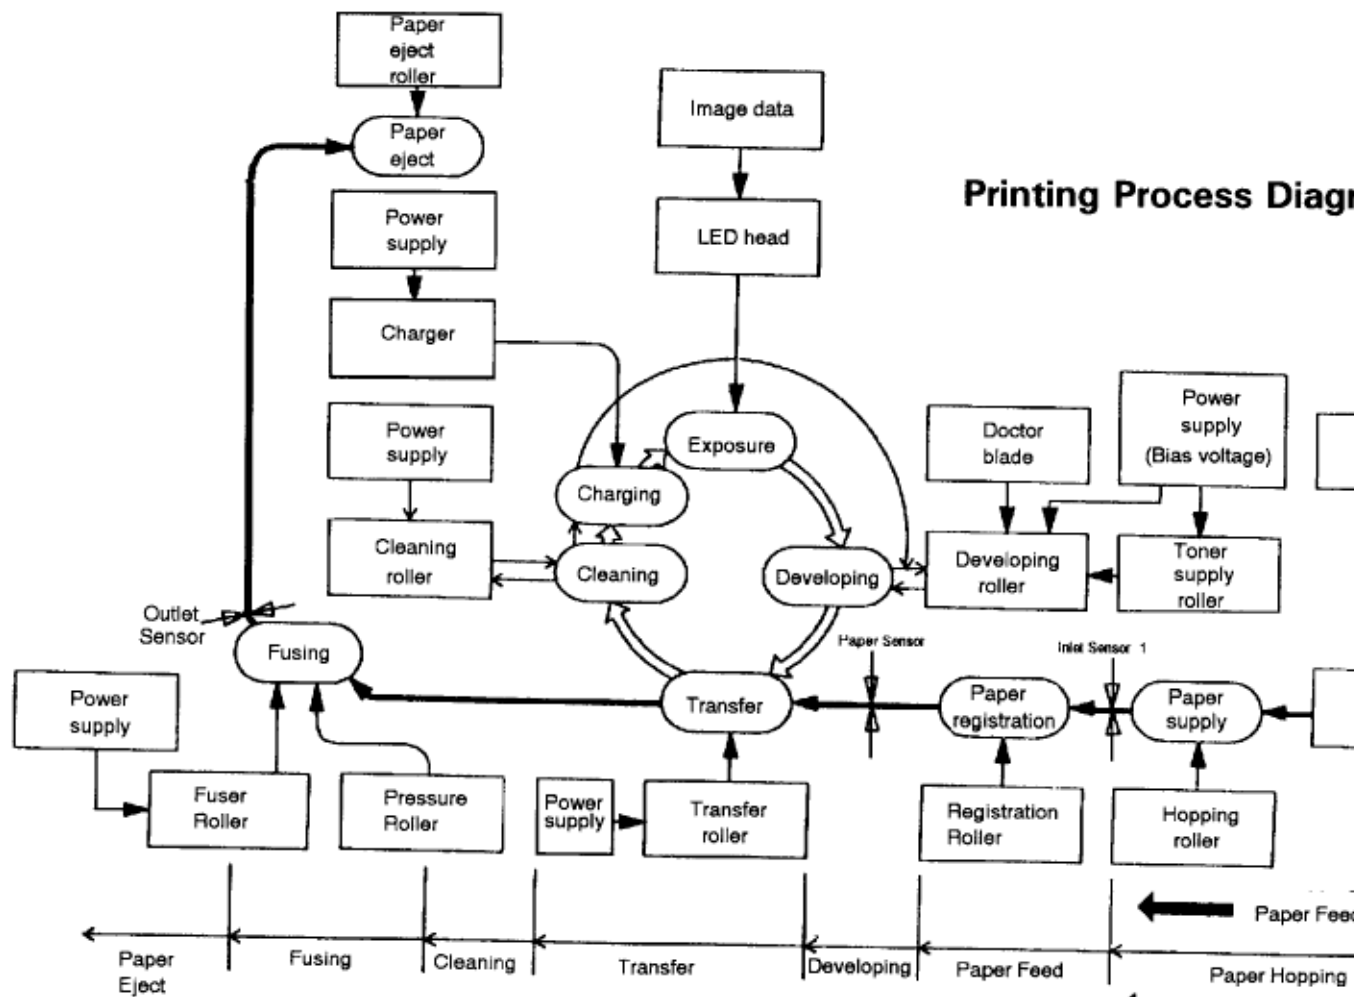 Paper
eject
roller
Paper
eject
Image data
Printing Process Diagr
Power
supply
LED head
Charger
Power
supply
Exposure
Doctor
blade
Power
supply
(Bias voltage)
Charging
Cleaning
roller
Cleaning
Developing
Developing
roller
Toner
supply
roller
Outlet
Sensor
Fusing
Paper Sensor
Inlet Sensor 1
Power
supply
Transfer
Paper
registration
Paper
supply
Fuser
Roller
Pressure
Roller
Power
supply
Transfer
roller
Registration
Roller
Hopping
roller
Paper Feed
Paper
Eject
Fusing
Cleaning
Transfer
Developing
Paper Feed
Paper Hopping